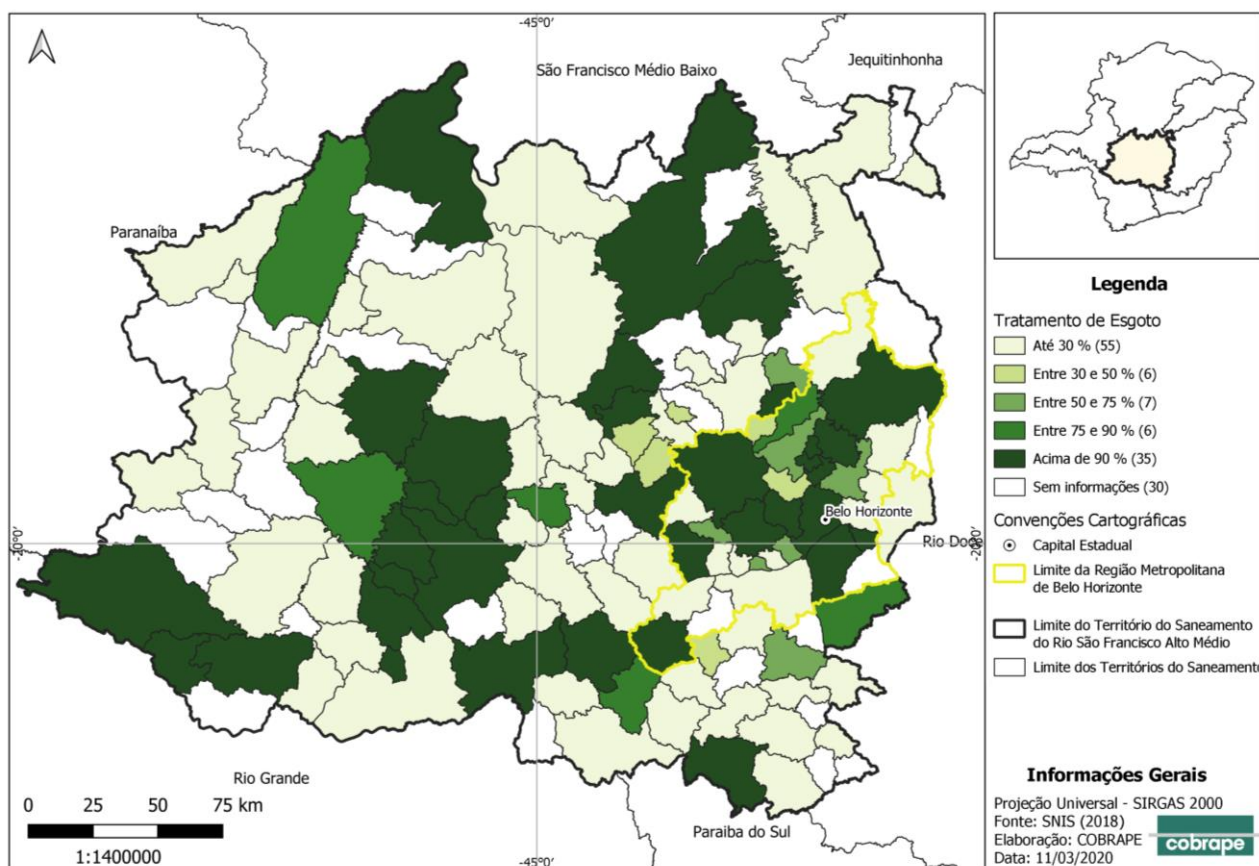 -45°0'
São Francisco Médio Baixo
Jequitinhonha
Paranaíba
Belo Horizonte
Rio Doce
-20°0'
-20°0'
Rio Grande
Paraiba do Sul
-45°0'
0 25 50 75 km
1:1400000
Legenda
Tratamento de Esgoto
Até 30 % (55)
Entre 30 e 50 % (6)
Entre 50 e 75 % (7)
Entre 75 e 90 % (6)
Acima de 90 % (35)
Sem informações (30)
Convenções Cartográficas
Capital Estadual
Limite da Região Metropolitana
de Belo Horizonte
Limite do Território do Saneamento
do Rio São Francisco Alto Médio
Limite dos Territórios do Saneamento
Informações Gerais
Projeção Universal - SIRGAS 2000
Fonte: SNIS (2018)
Elaboração: COBRAPE
Data: 11/03/2020
cobrape